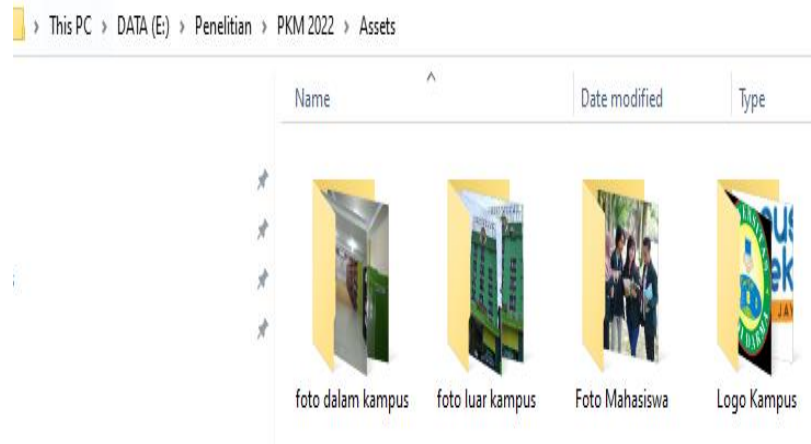 This PC > DATA (E:) > Penelitian > PKM 2022 > Assets
Name Date modified Type
foto dalam kampus foto luar kampus Foto Mahasiswa Logo Kampus